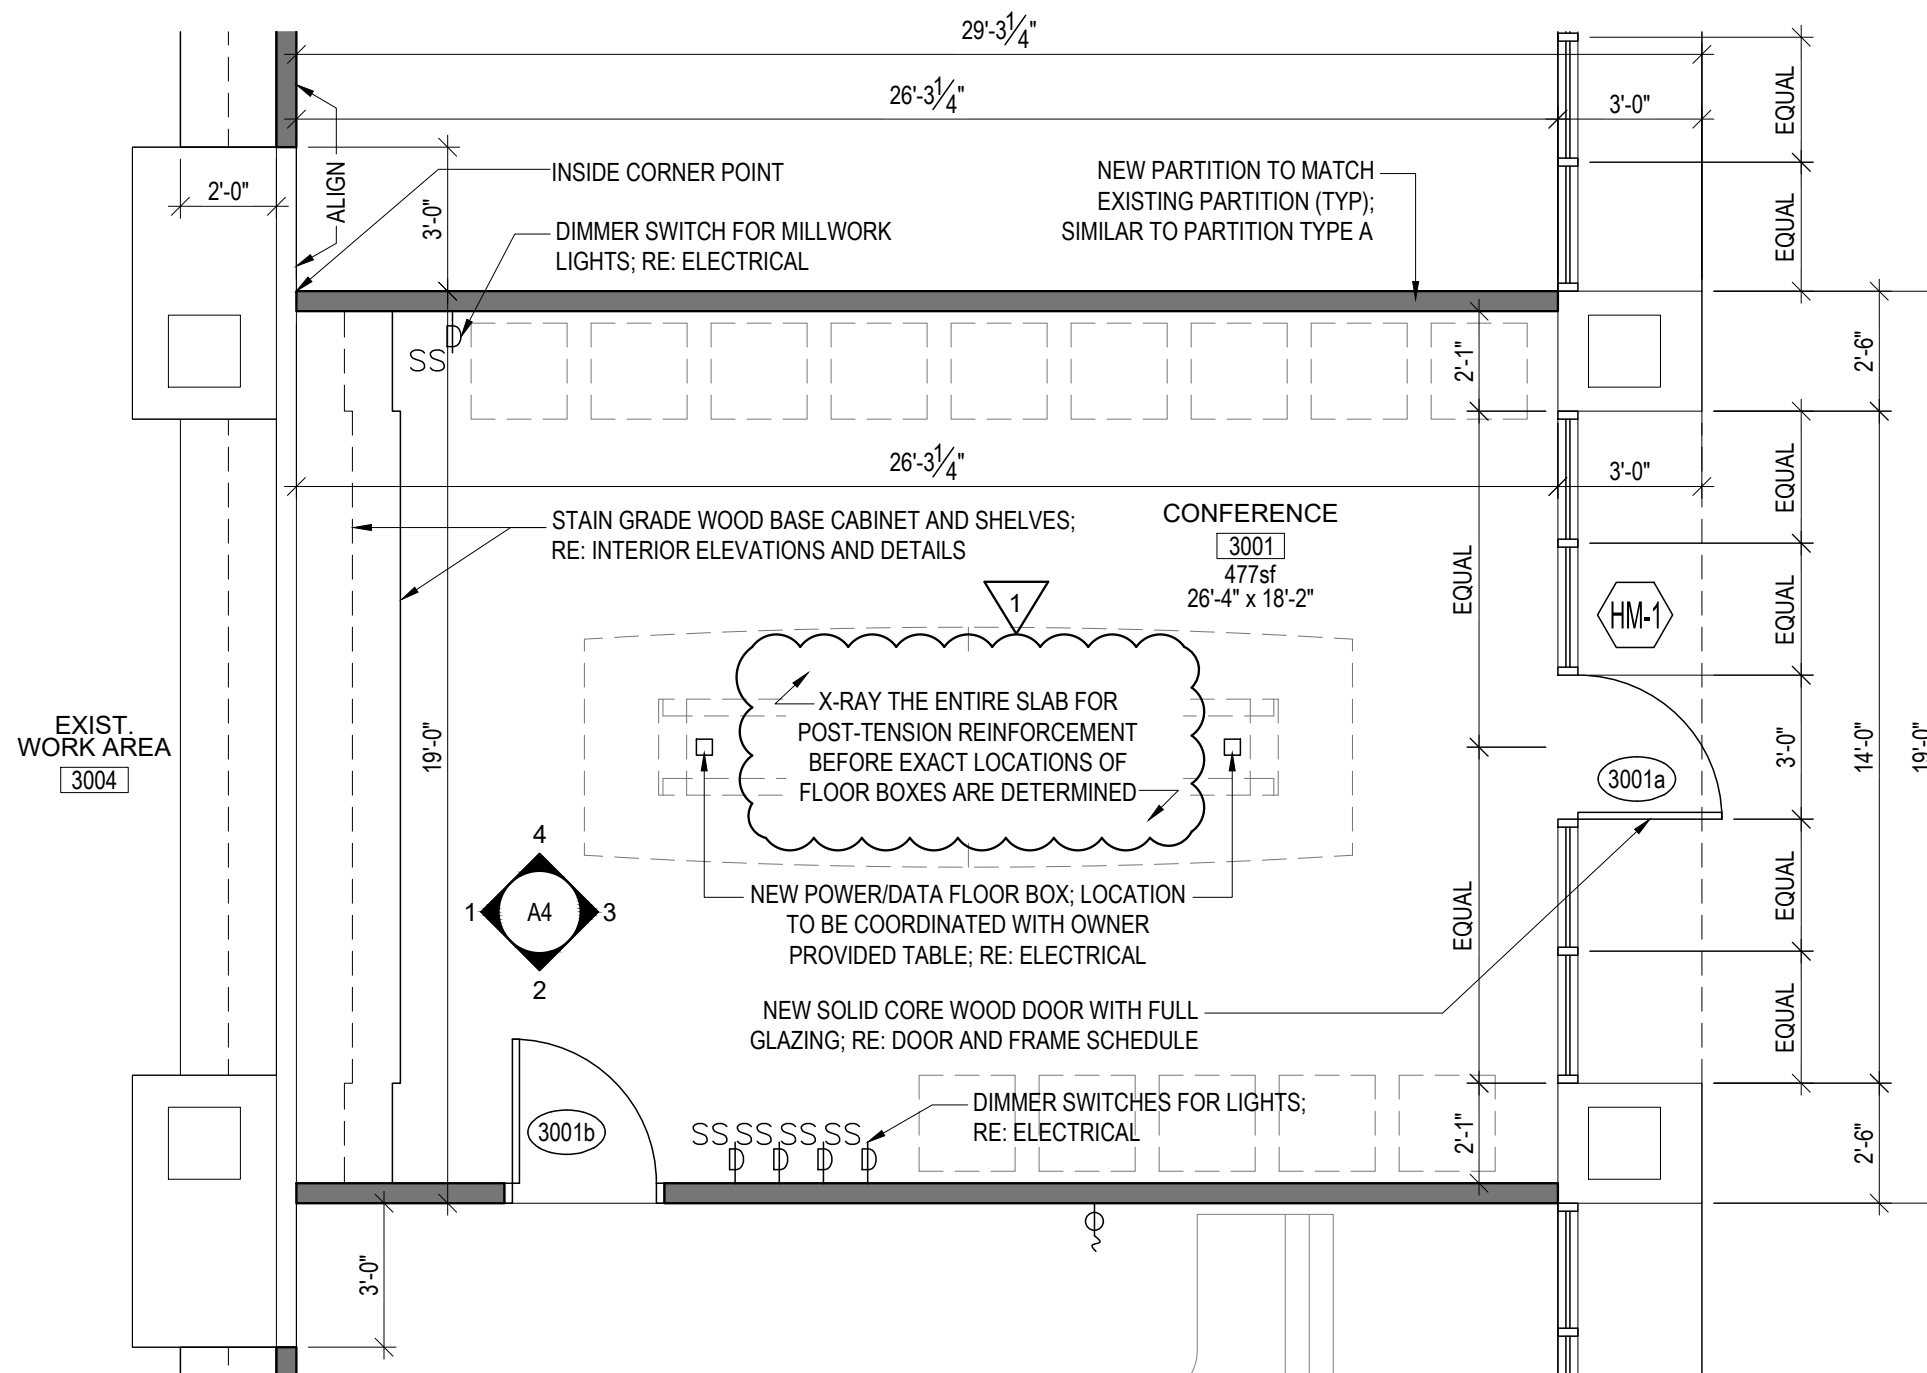 29'-3 1/4"
26'-3 1/4"
3'-0"
EQUAL
EQUAL
2'-0"
ALIGN
INSIDE CORNER POINT
3'-0"
DIMMER SWITCH FOR MILLWORK
LIGHTS; RE: ELECTRICAL
NEW PARTITION TO MATCH
EXISTING PARTITION (TYP);
SIMILAR TO PARTITION TYPE A
D
SS
2'-1"
2'-6"
26'-3 1/4"
3'-0"
EQUAL
STAIN GRADE WOOD BASE CABINET AND SHELVES;
RE: INTERIOR ELEVATIONS AND DETAILS
CONFERENCE
3001
477sf
26'-4" x 18'-2"
EQUAL
EQUAL
HM-1
1
X-RAY THE ENTIRE SLAB FOR
POST-TENSION REINFORCEMENT
BEFORE EXACT LOCATIONS OF
FLOOR BOXES ARE DETERMINED
EXIST.
WORK AREA
3004
19'-0"
3'-0"
14'-0"
19'-0"
3001a
4
1
A4
3
2
NEW POWER/DATA FLOOR BOX; LOCATION
TO BE COORDINATED WITH OWNER
PROVIDED TABLE; RE: ELECTRICAL
EQUAL
EQUAL
NEW SOLID CORE WOOD DOOR WITH FULL
GLAZING; RE: DOOR AND FRAME SCHEDULE
EQUAL
3001b
SS SS SS SS
D D D D
DIMMER SWITCHES FOR LIGHTS;
RE: ELECTRICAL
2'-1"
2'-6"
3'-0"